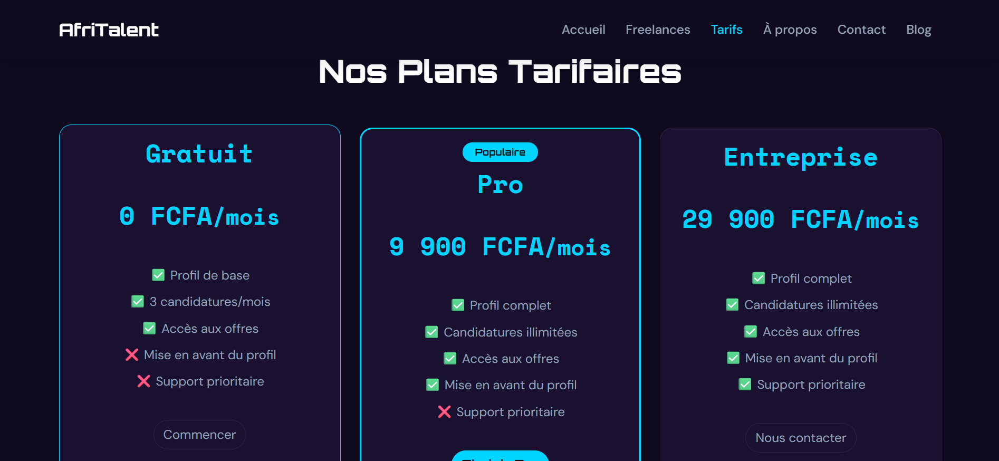 AfriTalent
Accueil Freelances Tarifs À propos Contact Blog
Nos Plans Tarifaires
Gratuit
0 FCFA/mois
✅ Profil de base
✅ 3 candidatures/mois
✅ Accès aux offres
❌ Mise en avant du profil
❌ Support prioritaire
Commencer
Populaire
Pro
9 900 FCFA/mois
✅ Profil complet
✅ Candidatures illimitées
✅ Accès aux offres
✅ Mise en avant du profil
❌ Support prioritaire
Entreprise
29 900 FCFA/mois
✅ Profil complet
✅ Candidatures illimitées
✅ Accès aux offres
✅ Mise en avant du profil
✅ Support prioritaire
Nous contacter